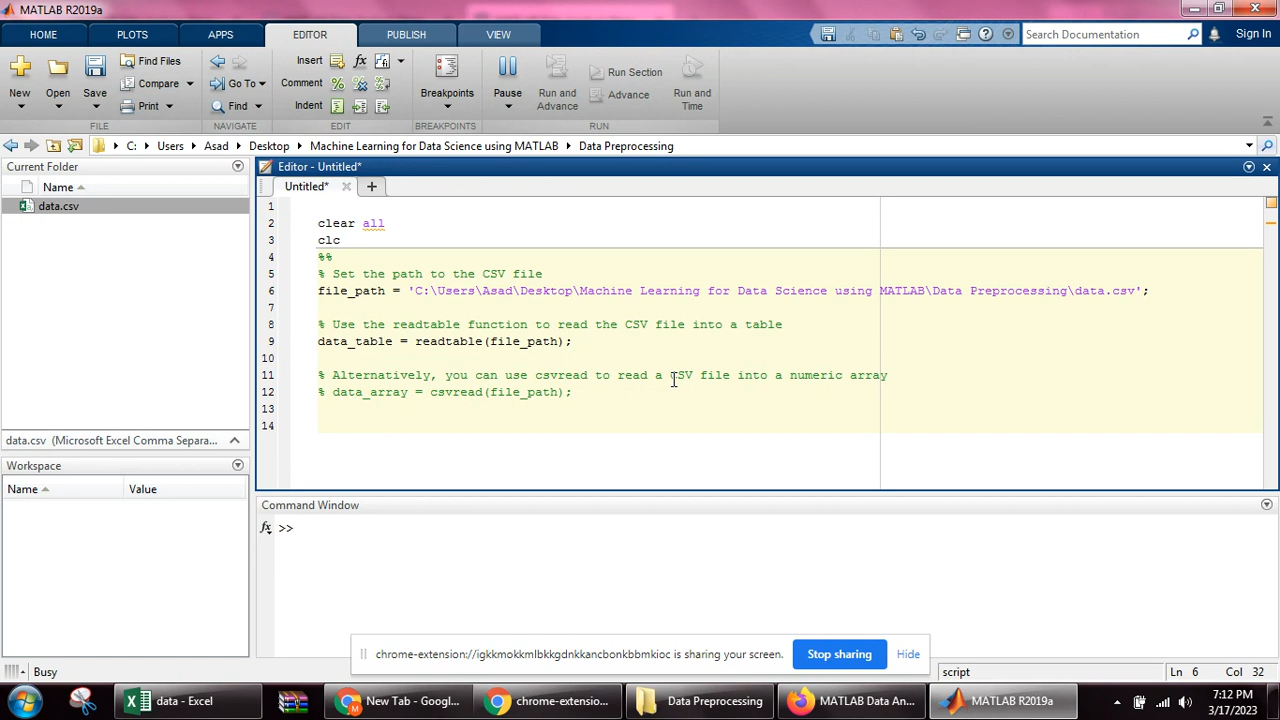 MATLAB R2019a
HOME PLOTS APPS EDITOR PUBLISH VIEW Search Documentation Sign In
New Open Save Find Files Compare Print
Go To Find
Insert fx Comment % Indent
Breakpoints
Pause Run and Advance Run Section Advance Run and Time
FILE NAVIGATE EDIT BREAKPOINTS RUN
C: Users Asad Desktop Machine Learning for Data Science using MATLAB Data Preprocessing
Current Folder
Name
data.csv
data.csv (Microsoft Excel Comma Separa...
Workspace
Name Value
Editor - Untitled*
Untitled* +
1
2 clear all
3 clc
4 %%
5 % Set the path to the CSV file
6 file_path = 'C:\Users\Asad\Desktop\Machine Learning for Data Science using MATLAB\Data Preprocessing\data.csv';
7
8 % Use the readtable function to read the CSV file into a table
9 data_table = readtable(file_path);
10
11 % Alternatively, you can use csvread to read a CSV file into a numeric array
12 % data_array = csvread(file_path);
13
14
Command Window
fx >>
chrome-extension://igkkmokkmlbkkgdnkkancbonkbbmkioc is sharing your screen. Stop sharing Hide
Busy script Ln 6 Col 32
data - Excel New Tab - Googl... chrome-extensio... Data Preprocessing MATLAB Data An... MATLAB R2019a 7:12 PM
3/17/2023